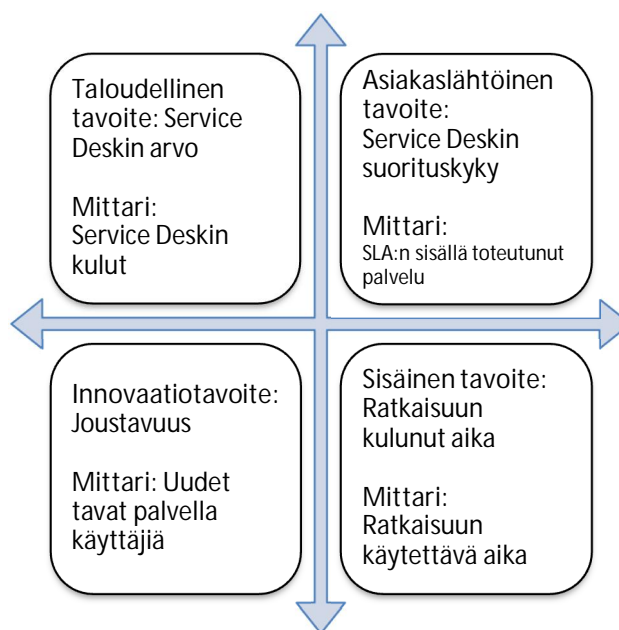 Taloudellinen
tavoite: Service
Deskin arvo
Mittari:
Service Deskin
kulut
Asiakaslähtöinen
tavoite:
Service Deskin
suorituskyky
Mittari:
SLA:n sisällä toteutunut
palvelu
Innovaatiotavoite:
Joustavuus
Mittari: Uudet
tavat palvella
käyttäjiä
Sisäinen tavoite:
Ratkaisuun
kulunut aika
Mittari:
Ratkaisuun
käytettävä aika